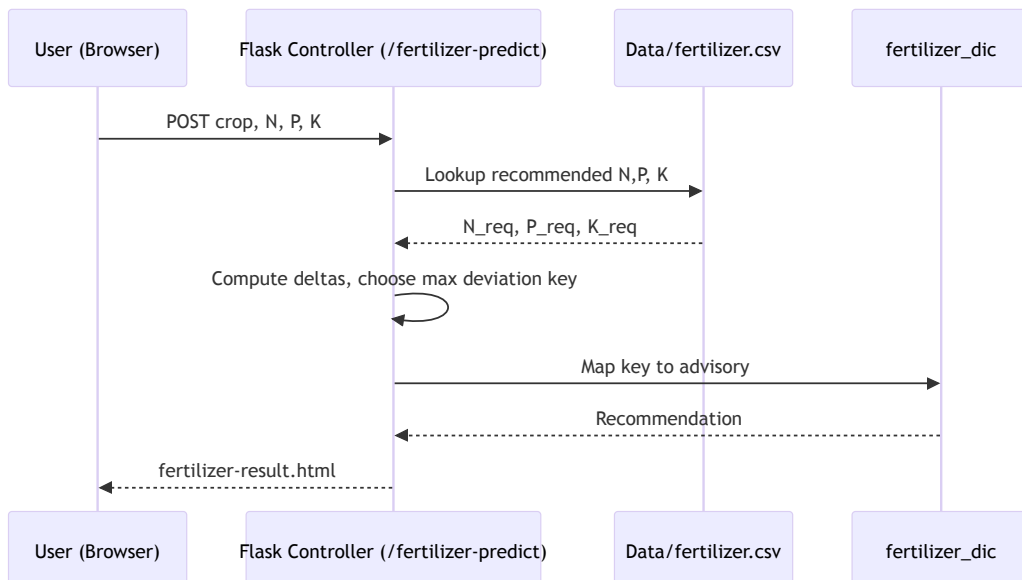 User (Browser)
Flask Controller (/fertilizer-predict)
Data/fertilizer.csv
fertilizer_dic
POST crop, N, P, K
Lookup recommended N,P, K
N_req, P_req, K_req
Compute deltas, choose max deviation key
Map key to advisory
Recommendation
fertilizer-result.html
User (Browser)
Flask Controller (/fertilizer-predict)
Data/fertilizer.csv
fertilizer_dic